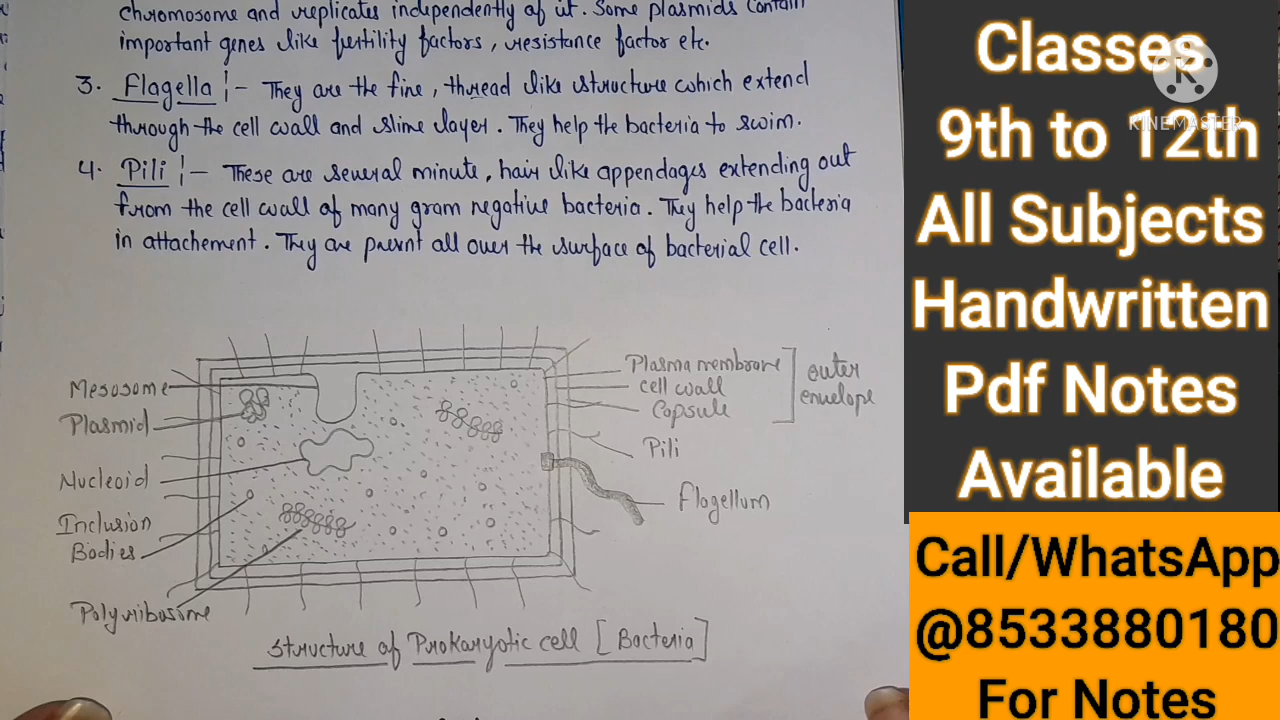 chromosome and replicates independently of it. Some plasmids contain
important genes like fertility factors, resistance factor etc.
3. Flagella :- They are the fine, thread like structure which extend
through the cell wall and slime layer. They help the bacteria to swim.
4. Pili :- These are several minute, hair like appendages extending out
from the cell wall of many gram negative bacteria. They help the bacteria
in attachement. They are presnt all over the surface of bacterial cell.
Mesosome
Plasmid
Nucleoid
Inclusion
Bodies
Polyribosome
Plasma membrane
cell wall
Capsule
outer
envelope
Pili
Flagellum
Structure of Prokaryotic cell [Bacteria]
Classes
9th to 12th
All Subjects
Handwritten
Pdf Notes
Available
Call/WhatsApp
@8533880180
For Notes
K
KINEMASTER